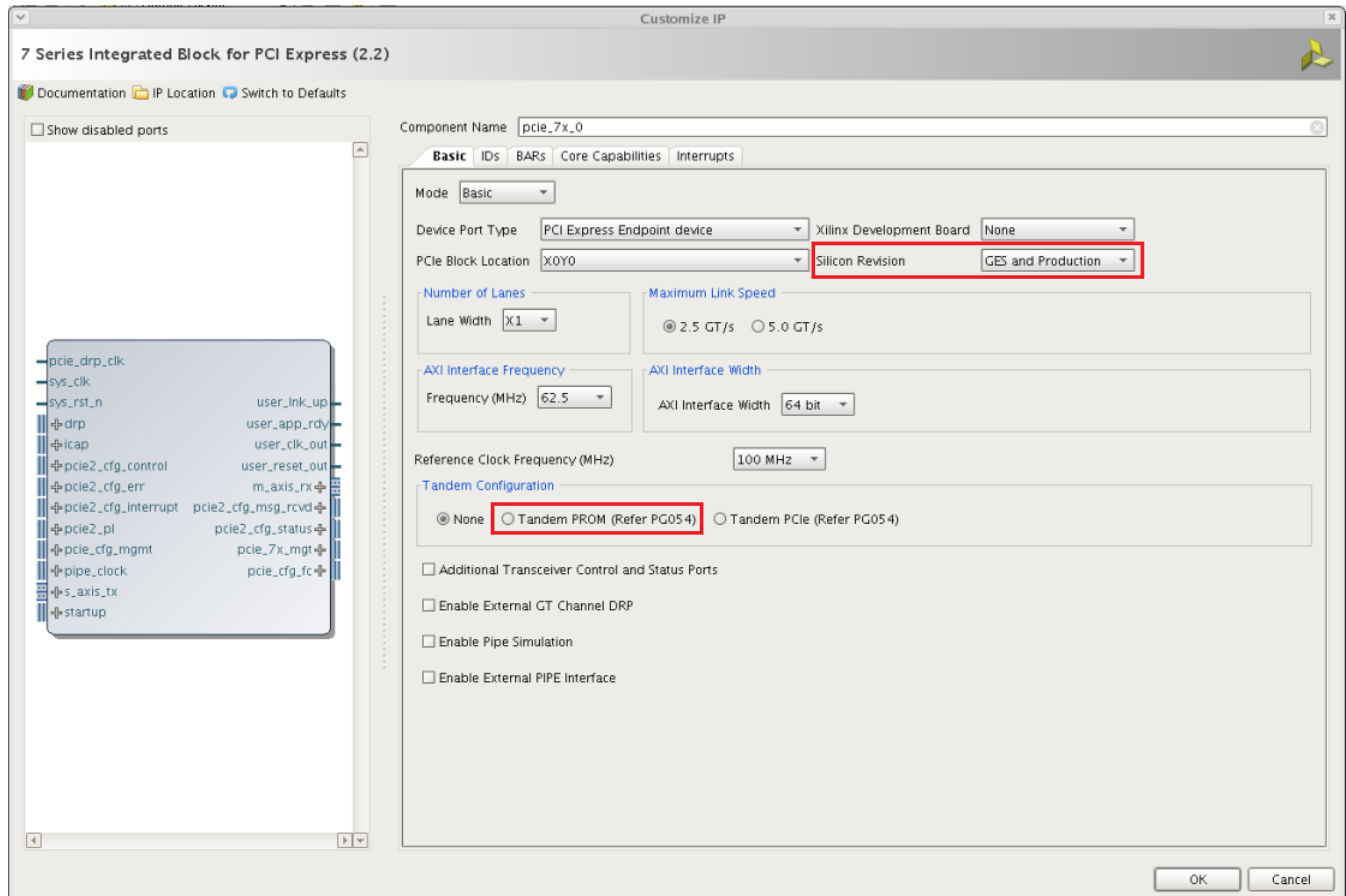 Customize IP
7 Series Integrated Block for PCI Express (2.2)
Documentation IP Location Switch to Defaults
Show disabled ports
pcie_drp_clk
sys_clk
sys_rst_n user_lnk_up
drp user_app_rdy
icap user_clk_out
pcie2_cfg_control user_reset_out
pcie2_cfg_err m_axis_rx
pcie2_cfg_interrupt pcie2_cfg_msg_rcvd
pcie2_pl pcie2_cfg_status
pcie_cfg_mgmt pcie_7x_mgt
pipe_clock pcie_cfg_fc
s_axis_tx
startup
Component Name pcie_7x_0
Basic IDs BARs Core Capabilities Interrupts
Mode Basic
Device Port Type PCI Express Endpoint device Xilinx Development Board None
PCIe Block Location X0Y0 Silicon Revision GES and Production
Number of Lanes Maximum Link Speed
Lane Width X1 2.5 GT/s 5.0 GT/s
AXI Interface Frequency AXI Interface Width
Frequency (MHz) 62.5 AXI Interface Width 64 bit
Reference Clock Frequency (MHz) 100 MHz
Tandem Configuration
None Tandem PROM (Refer PG054) Tandem PCIe (Refer PG054)
Additional Transceiver Control and Status Ports
Enable External GT Channel DRP
Enable Pipe Simulation
Enable External PIPE Interface
OK Cancel